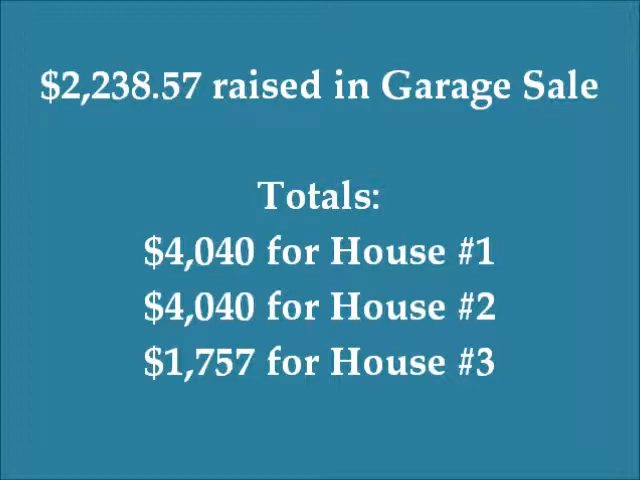 $2,238.57 raised in Garage Sale
Totals:
$4,040 for House #1
$4,040 for House #2
$1,757 for House #3